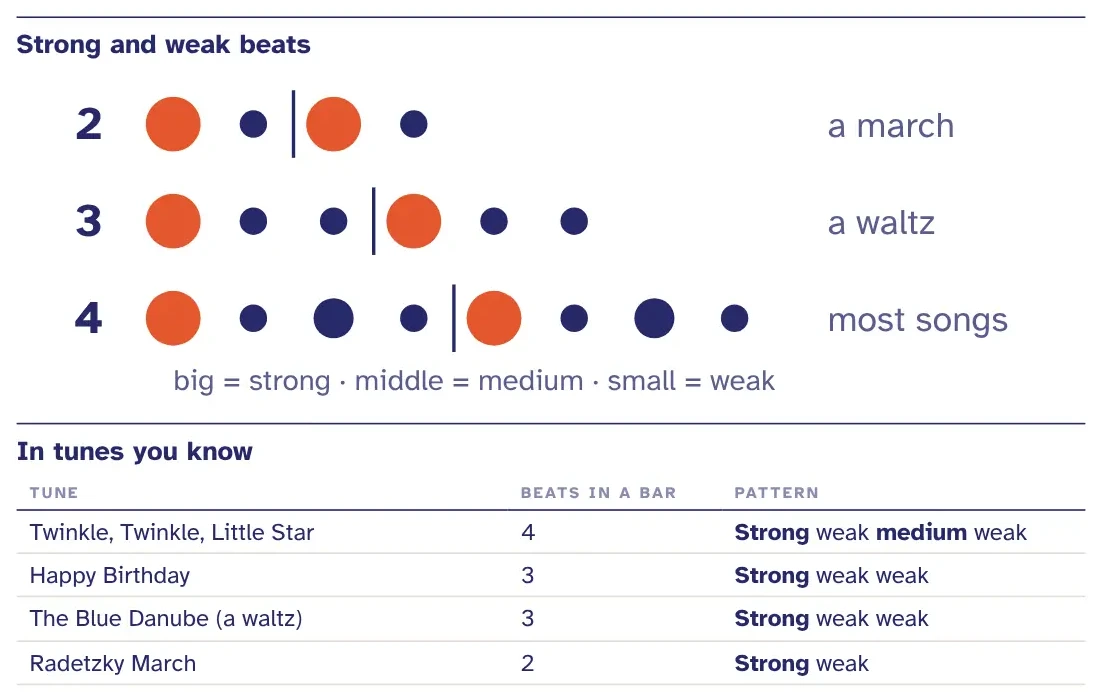 Strong and weak beats
2 a march
3 a waltz
4 most songs
big = strong · middle = medium · small = weak
In tunes you know
TUNE BEATS IN A BAR PATTERN
Twinkle, Twinkle, Little Star 4 Strong weak medium weak
Happy Birthday 3 Strong weak weak
The Blue Danube (a waltz) 3 Strong weak weak
Radetzky March 2 Strong weak